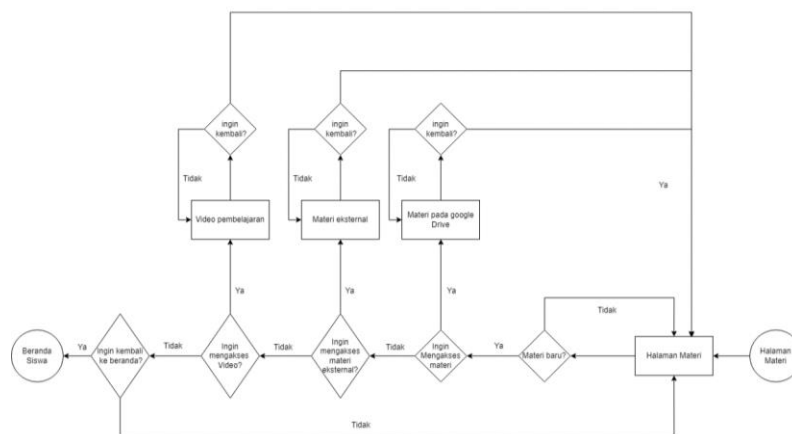 ingin
kembali?
ingin
kembali?
ingin
kembali?
Tidak
Tidak
Tidak
Ya
Video pembelajaran
Materi eksternal
Materi pada google
Drive
Ya
Ya
Ya
Tidak
Beranda
Siswa
Ya
Ingin kembali
ke beranda?
Tidak
Ingin
mengakses
Video?
Tidak
Ingin
mengakses
materi
eksternal?
Tidak
Ingin
Mengakses
materi
Ya
Materi baru?
Halaman Materi
Halaman
Materi
Tidak